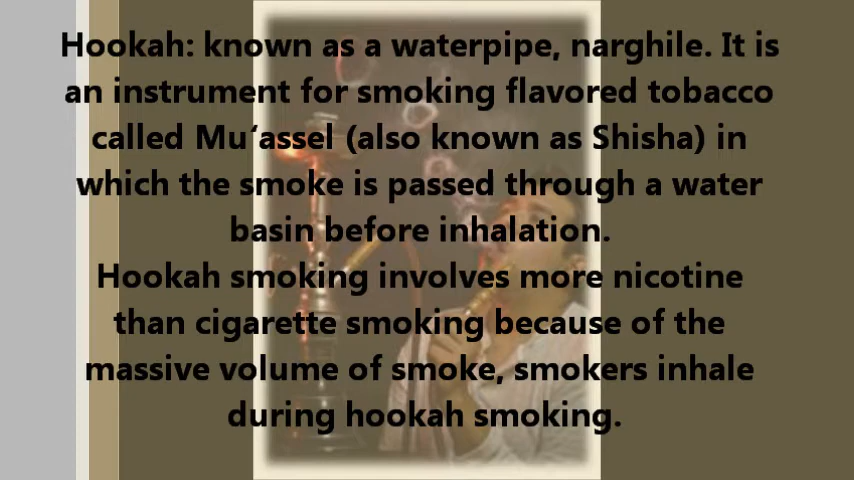 Hookah: known as a waterpipe, narghile. It is
an instrument for smoking flavored tobacco
called Mu‘assel (also known as Shisha) in
which the smoke is passed through a water
basin before inhalation.
Hookah smoking involves more nicotine
than cigarette smoking because of the
massive volume of smoke, smokers inhale
during hookah smoking.